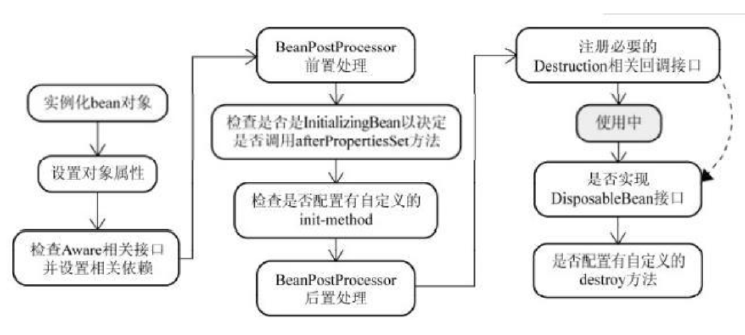 实例化bean对象
设置对象属性
检查Aware相关接口
并设置相关依赖
BeanPostProcessor
前置处理
检查是否是InitializingBean以决定
是否调用afterPropertiesSet方法
检查是否配置有自定义的
init-method
BeanPostProcessor
后置处理
注册必要的
Destruction相关回调接口
使用中
是否实现
DisposableBean接口
是否配置有自定义的
destroy方法